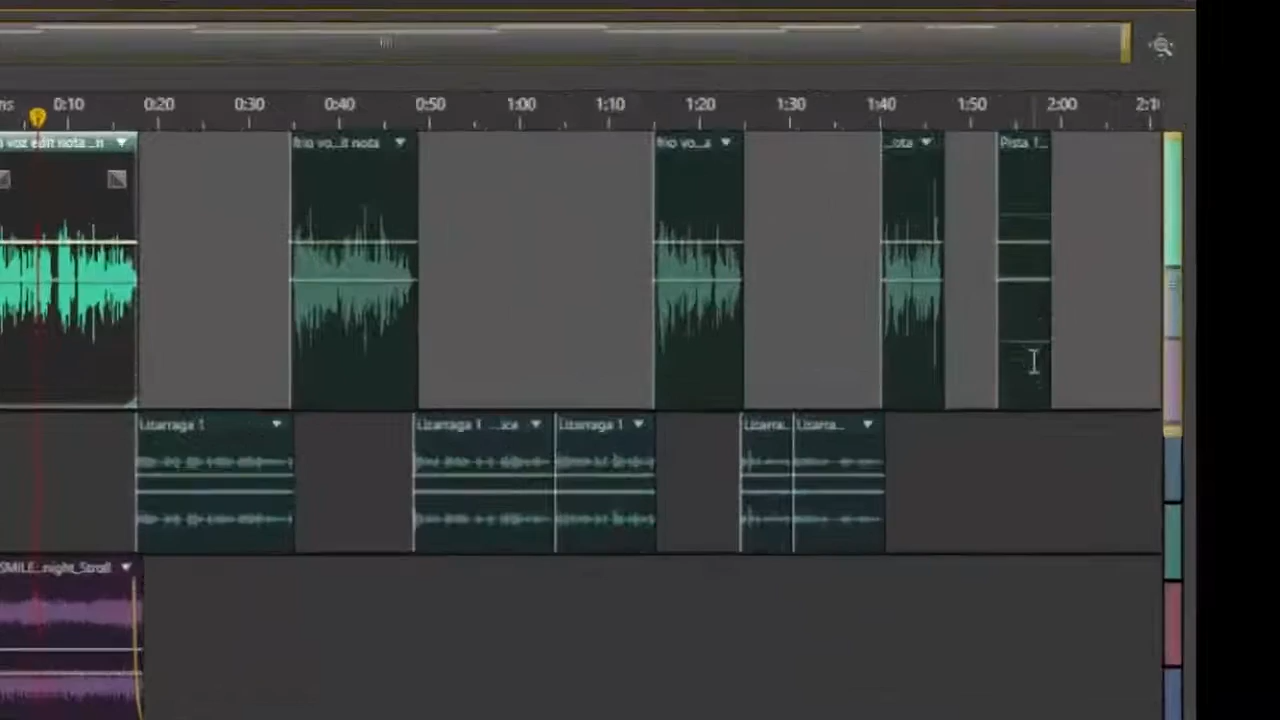 ns 0:10 0:20 0:30 0:40 0:50 1:00 1:10 1:20 1:30 1:40 1:50 2:00 2:1
voz edit nota ...n frio vo...it nota frio vo...a ...ota Pista 1...
Lizarraga 1 Lizarraga 1 ...ice Lizarraga 1 Lizarra... Lizarra...
SMILE...night_Stroll